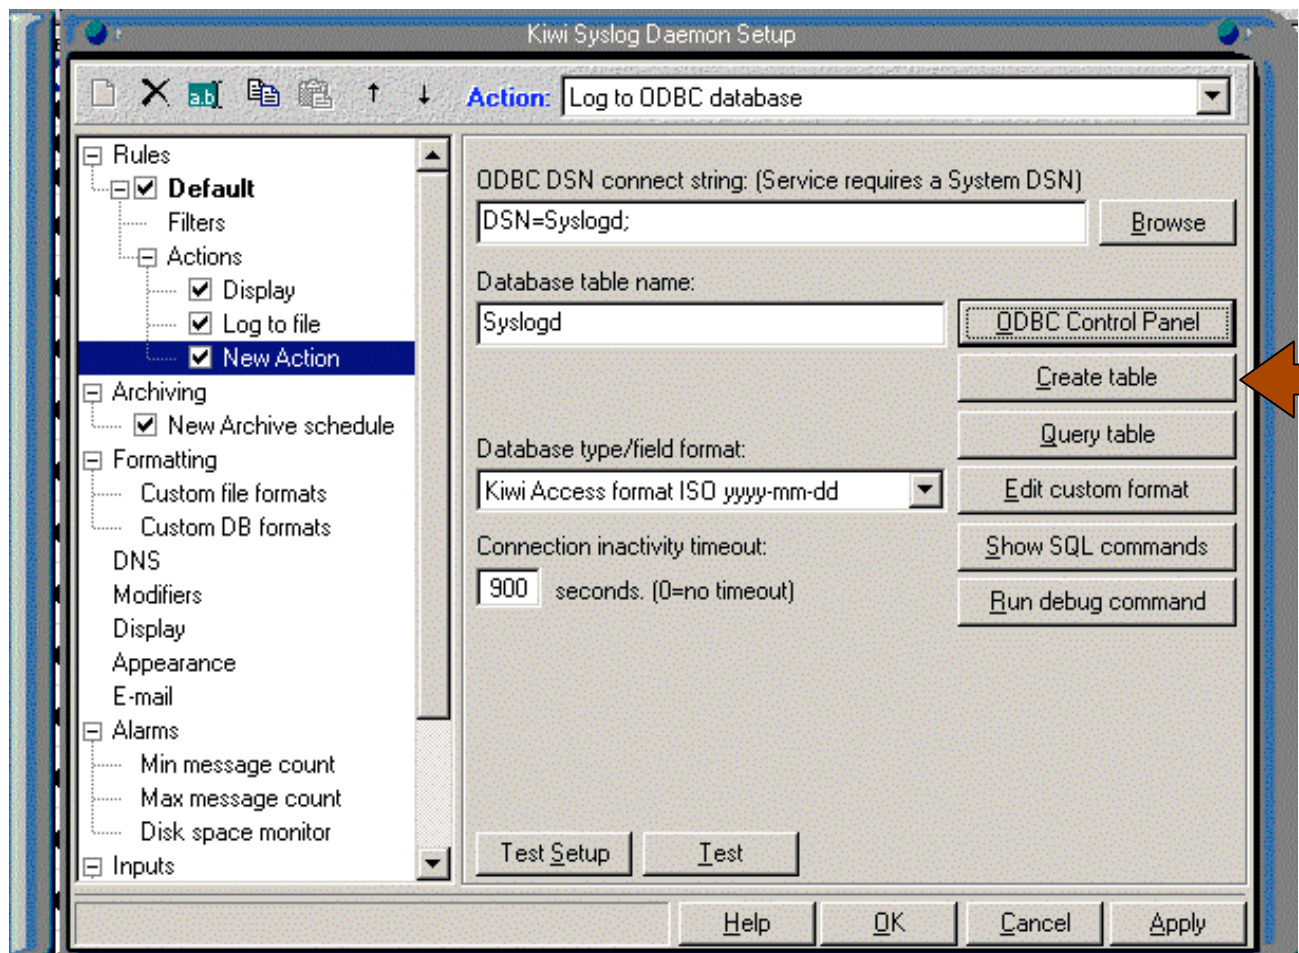 Kiwi Syslog Daemon Setup
a.b
Action: Log to ODBC database
Rules
Default
Filters
Actions
Display
Log to file
New Action
Archiving
New Archive schedule
Formatting
Custom file formats
Custom DB formats
DNS
Modifiers
Display
Appearance
E-mail
Alarms
Min message count
Max message count
Disk space monitor
Inputs
ODBC DSN connect string: (Service requires a System DSN)
DSN=Syslogd;
Browse
Database table name:
Syslogd
ODBC Control Panel
Create table
Query table
Database type/field format:
Kiwi Access format ISO yyyy-mm-dd
Edit custom format
Connection inactivity timeout:
Show SQL commands
900 seconds. (0=no timeout)
Run debug command
Test Setup
Test
Help
OK
Cancel
Apply